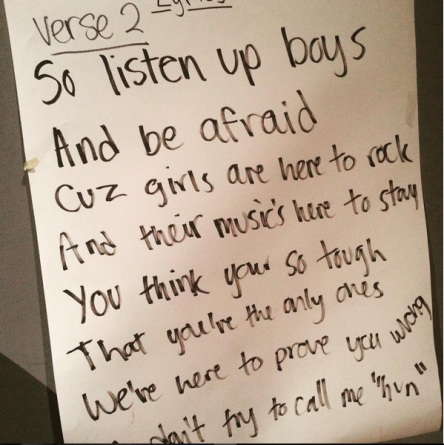 Lyrics
Verse 2
So listen up boys
And be afraid
Cuz girls are here to rock
And their music's here to stay
You think your so tough
That you're the only ones
We're here to prove you wrong
don't try to call me "hun"